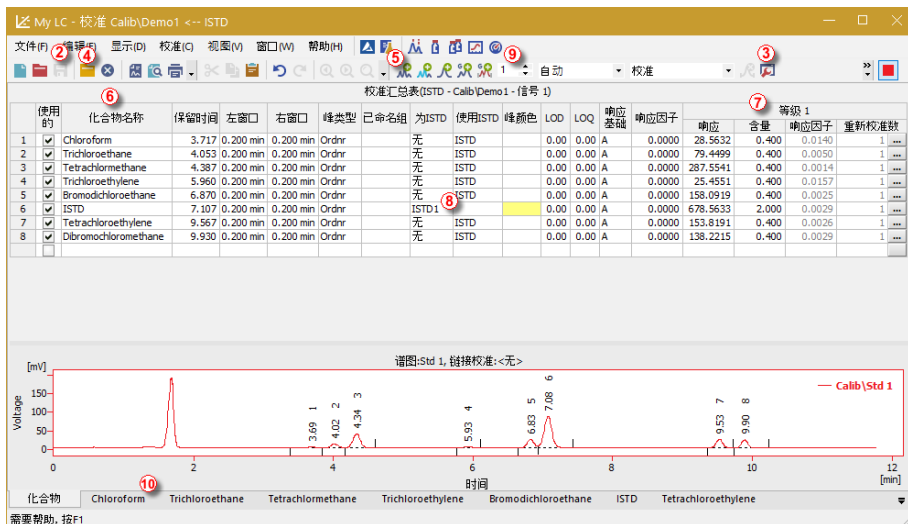 My LC - 校准 Calib\Demo1 <-- ISTD
文件(F) 编辑(E) 显示(D) 校准(C) 视图(V) 窗口(W) 帮助(H)
② ④ ⑤ ⑨ ③
1 自动 校准
校准汇总表(ISTD - Calib\Demo1 - 信号 1)
⑥ ⑦
使用的 化合物名称 保留时间 左窗口 右窗口 峰类型 已命名组 为ISTD 使用ISTD 峰颜色 LOD LOQ 响应基础 响应因子 等级 1
响应 含量 响应因子 重新校准数
1 Chloroform 3.717 0.200 min 0.200 min Ordnr 无 ISTD 0.00 0.00 A 0.0000 28.5632 0.400 0.0140 1 ...
2 Trichloroethane 4.053 0.200 min 0.200 min Ordnr 无 ISTD 0.00 0.00 A 0.0000 79.4499 0.400 0.0050 1 ...
3 Tetrachlormethane 4.387 0.200 min 0.200 min Ordnr 无 ISTD 0.00 0.00 A 0.0000 287.5541 0.400 0.0014 1 ...
4 Trichloroethylene 5.960 0.200 min 0.200 min Ordnr 无 ISTD 0.00 0.00 A 0.0000 25.4551 0.400 0.0157 1 ...
5 Bromodichloroethane 6.870 0.200 min 0.200 min Ordnr 无 ISTD 0.00 0.00 A 0.0000 158.0919 0.400 0.0025 1 ...
6 ISTD 7.107 0.200 min 0.200 min Ordnr ISTD1 ⑧ 0.00 0.00 A 0.0000 678.5633 2.000 0.0029 1 ...
7 Tetrachloroethylene 9.567 0.200 min 0.200 min Ordnr 无 ISTD 0.00 0.00 A 0.0000 153.8191 0.400 0.0026 1 ...
8 Dibromochloromethane 9.930 0.200 min 0.200 min Ordnr 无 ISTD 0.00 0.00 A 0.0000 138.2215 0.400 0.0029 1 ...
谱图:Std 1, 链接校准:<无>
[mV]
Voltage
150
100
50
0
3.69 1
4.02 2
4.34 3
5.93 4
6.83 5
7.08 6
9.53 7
9.90 8
Calib\Std 1
0 2 4 6 8 10 12
时间 [min]
⑩
化合物 Chloroform Trichloroethane Tetrachlormethane Trichloroethylene Bromodichloroethane ISTD Tetrachloroethylene
需要帮助, 按F1